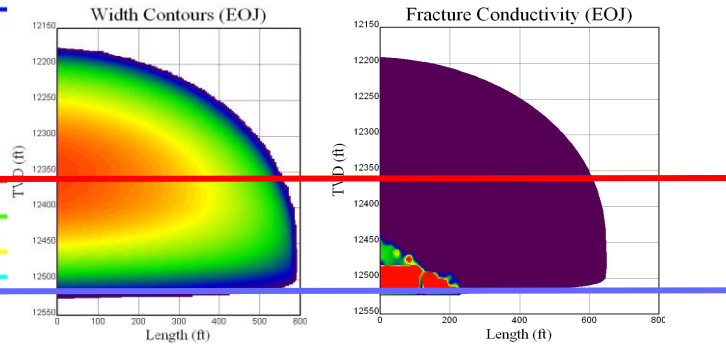 Width Contours (EOJ)
12150
12200
12250
12300
12350
12400
12450
12500
12550
TVD (ft)
0 100 200 300 400 500 600
Length (ft)
Fracture Conductivity (EOJ)
12150
12200
12250
12300
12350
12400
12450
12500
12550
TVD (ft)
0 200 400 600 800
Length (ft)